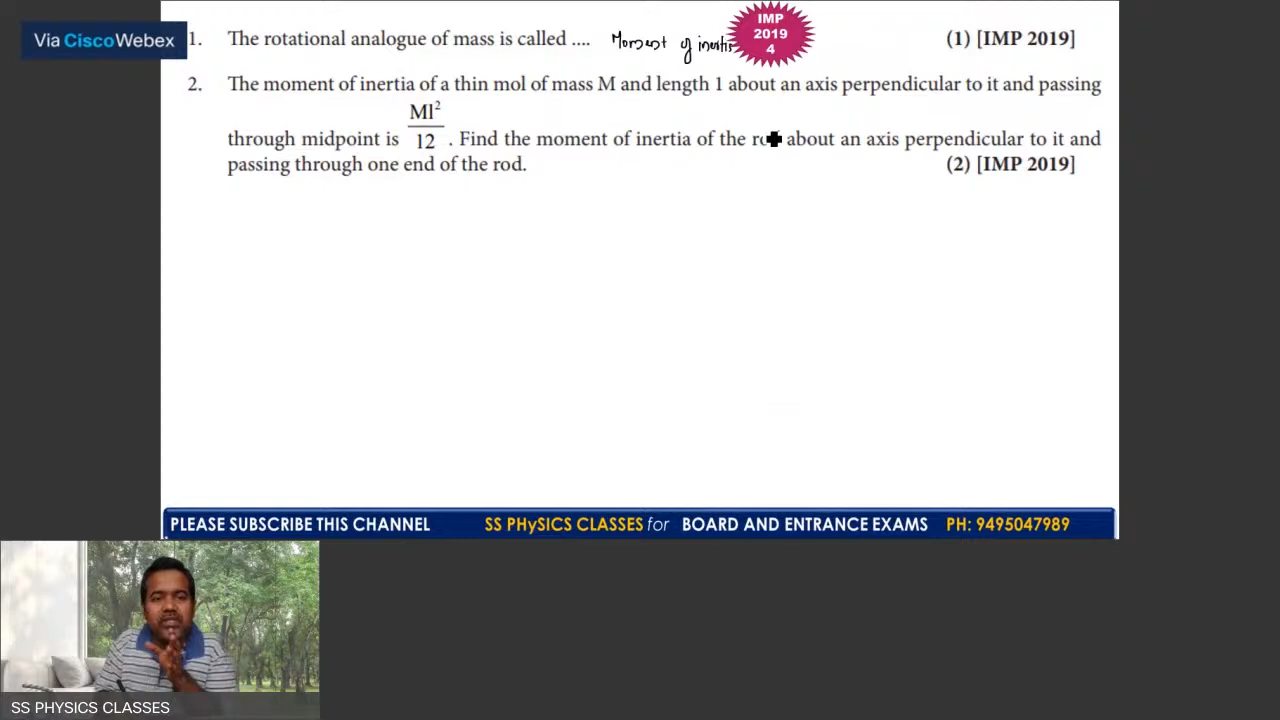 Via Cisco Webex
1. The rotational analogue of mass is called .... Moment of inertia (1) [IMP 2019]
IMP
2019
4
2. The moment of inertia of a thin mol of mass M and length 1 about an axis perpendicular to it and passing
through midpoint is Ml²/12 . Find the moment of inertia of the about an axis perpendicular to it and
passing through one end of the rod. (2) [IMP 2019]
PLEASE SUBSCRIBE THIS CHANNEL SS PHySICS CLASSES for BOARD AND ENTRANCE EXAMS PH: 9495047989
SS PHYSICS CLASSES